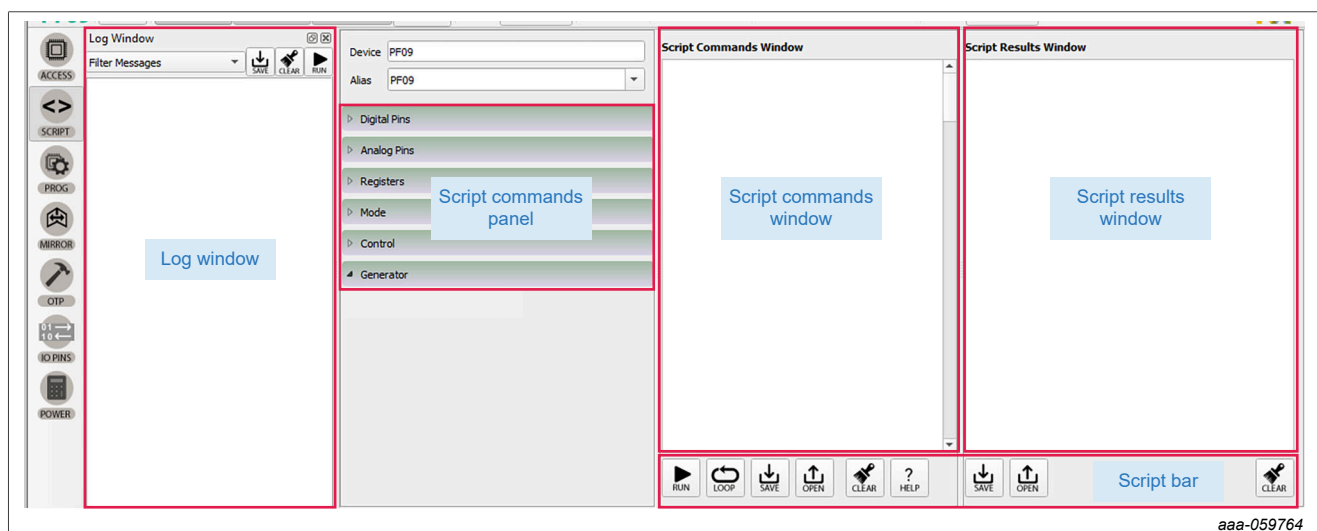 Log Window
Filter Messages
SAVE
CLEAR
RUN
ACCESS
SCRIPT
PROG
MIRROR
OTP
01
10
IO PINS
POWER
Log window
Device PF09
Alias PF09
Digital Pins
Analog Pins
Registers
Mode
Control
Generator
Script commands
panel
Script Commands Window
Script commands
window
RUN
LOOP
SAVE
OPEN
CLEAR
?
HELP
Script Results Window
Script results
window
SAVE
OPEN
Script bar
CLEAR
aaa-059764